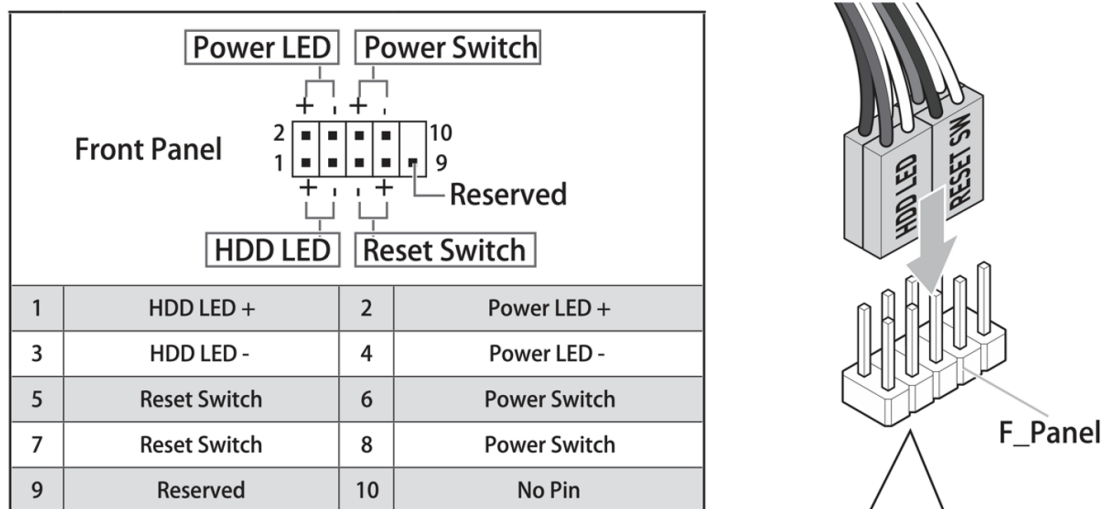 Power LED Power Switch
+ - + -
Front Panel
2 10
1 9
+ - - +
Reserved
HDD LED Reset Switch
1 HDD LED + 2 Power LED +
3 HDD LED - 4 Power LED -
5 Reset Switch 6 Power Switch
7 Reset Switch 8 Power Switch
9 Reserved 10 No Pin
HDD LED
RESET SW
F_Panel